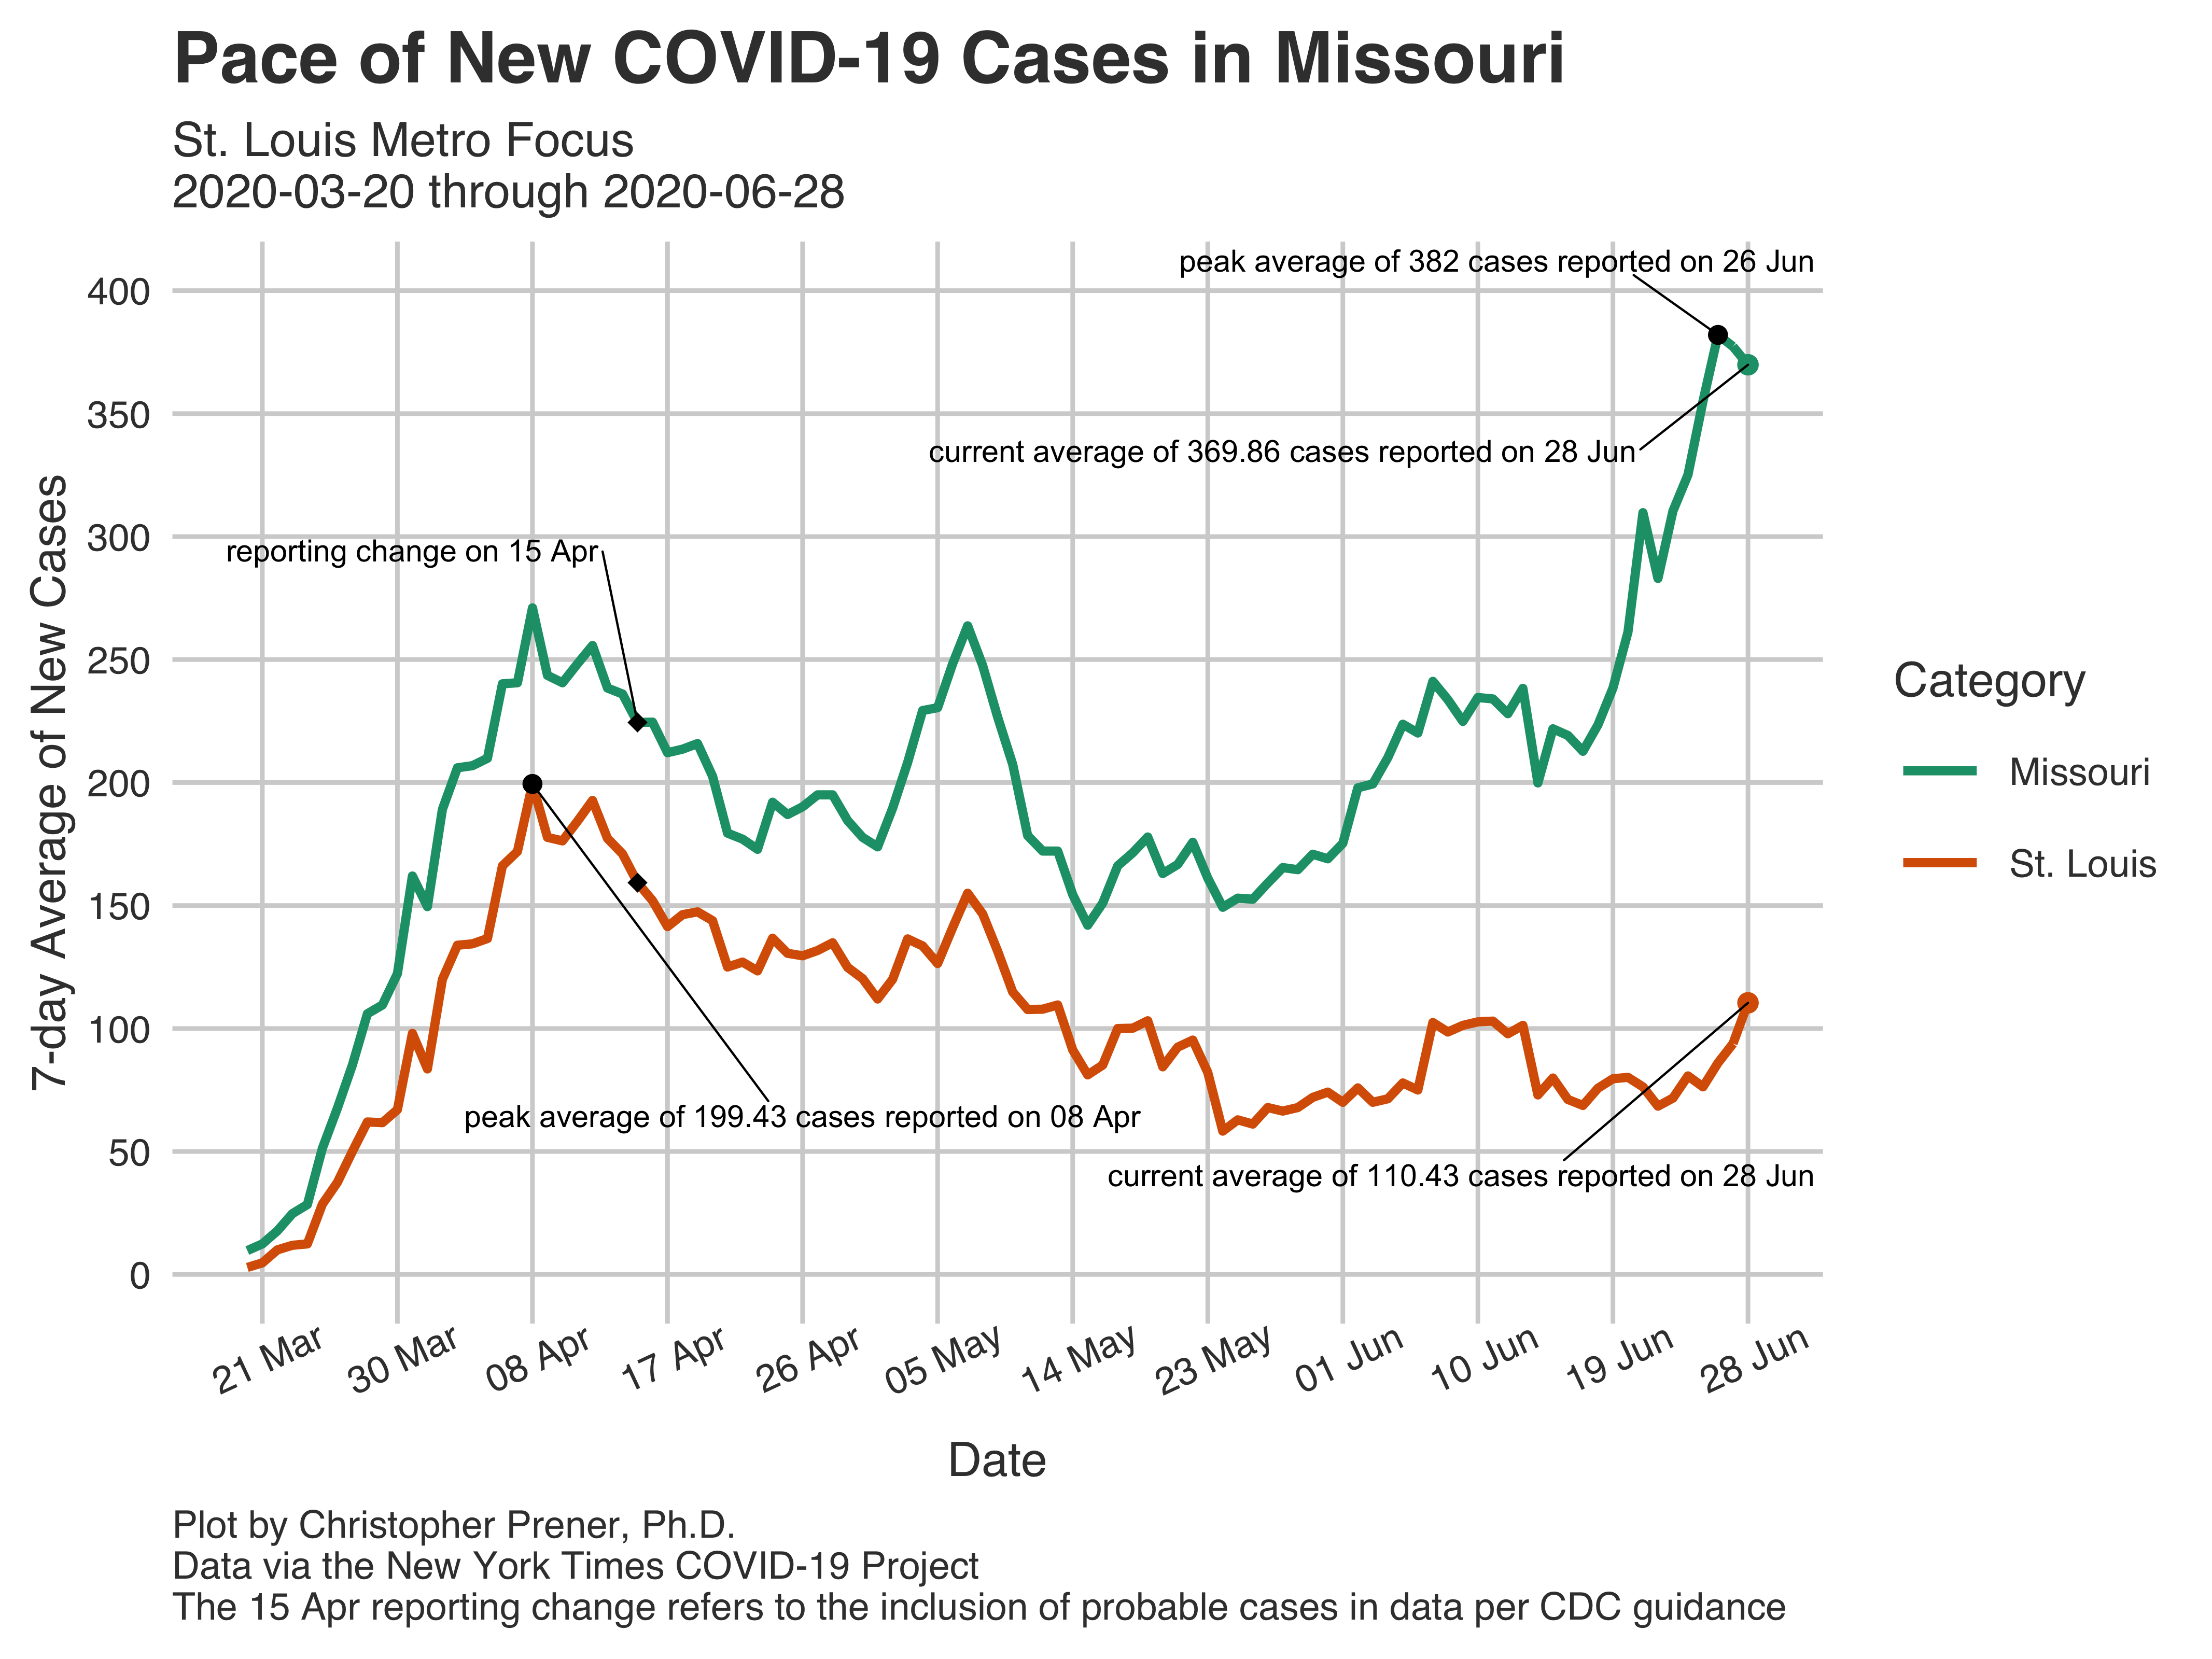 Pace of New COVID-19 Cases in Missouri
St. Louis Metro Focus
2020-03-20 through 2020-06-28
7-day Average of New Cases
400
350
300
250
200
150
100
50
0
peak average of 382 cases reported on 26 Jun
current average of 369.86 cases reported on 28 Jun
reporting change on 15 Apr
peak average of 199.43 cases reported on 08 Apr
current average of 110.43 cases reported on 28 Jun
Category
Missouri
St. Louis
21 Mar
30 Mar
08 Apr
17 Apr
26 Apr
05 May
14 May
23 May
01 Jun
10 Jun
19 Jun
28 Jun
Date
Plot by Christopher Prener, Ph.D.
Data via the New York Times COVID-19 Project
The 15 Apr reporting change refers to the inclusion of probable cases in data per CDC guidance